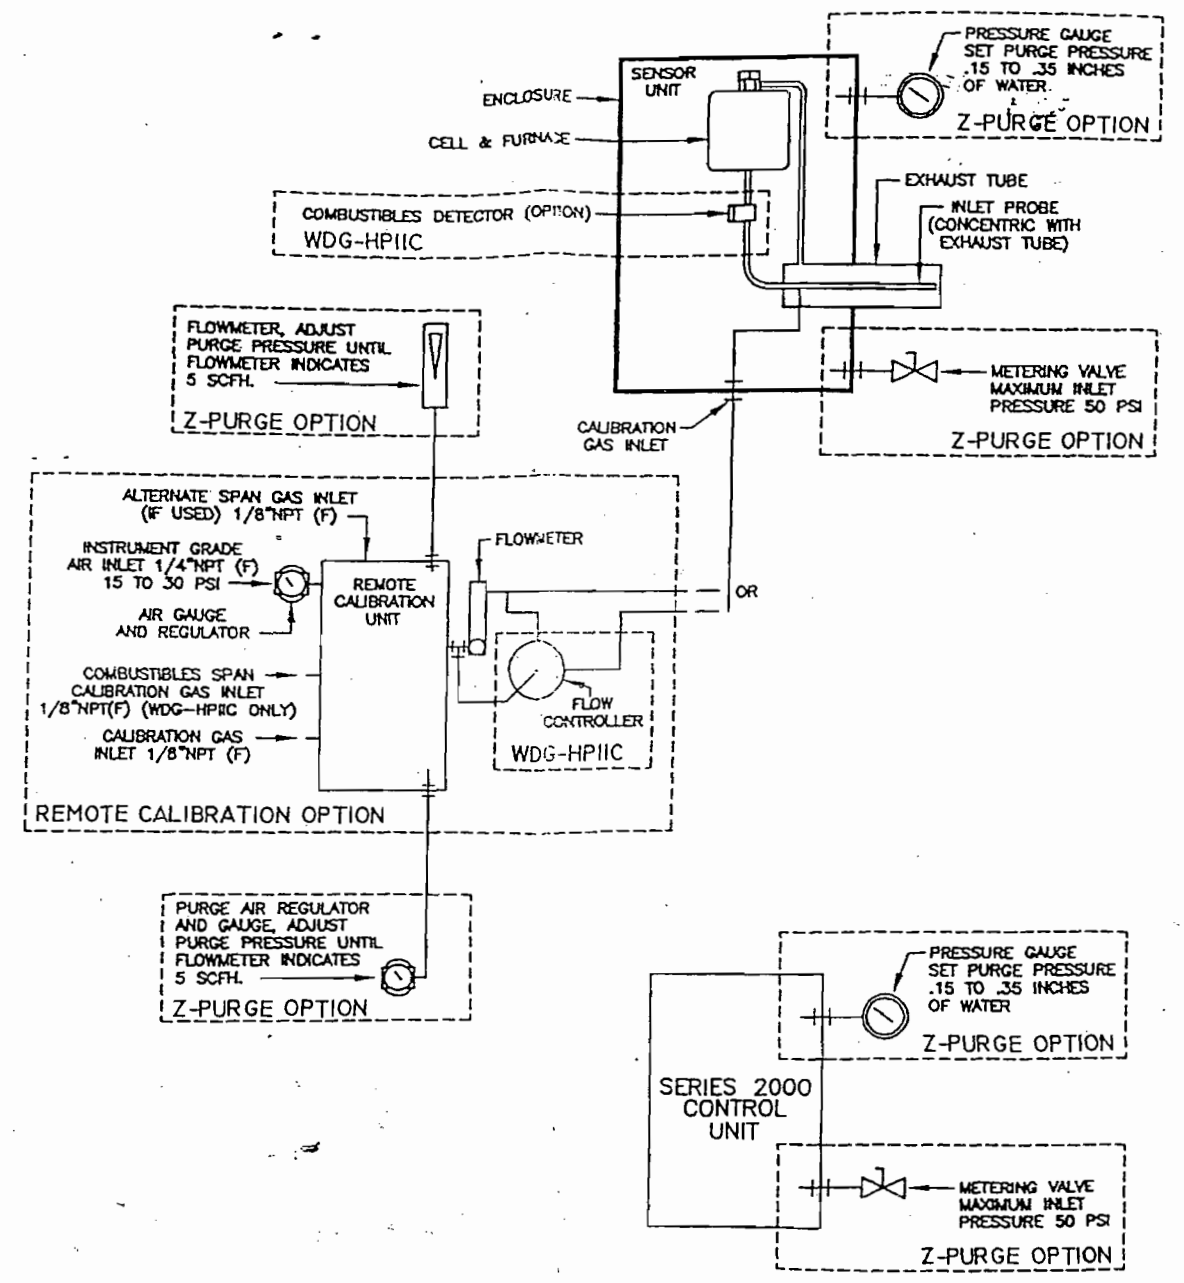 PRESSURE GAUGE
SET PURGE PRESSURE
.15 TO .35 INCHES
OF WATER.
Z-PURGE OPTION
SENSOR
UNIT
ENCLOSURE
CELL & FURNACE
EXHAUST TUBE
INLET PROBE
(CONCENTRIC WITH
EXHAUST TUBE)
COMBUSTIBLES DETECTOR (OPTION)
WDG-HPIIC
FLOWMETER, ADJUST
PURGE PRESSURE UNTIL
FLOWMETER INDICATES
5 SCFH.
Z-PURGE OPTION
METERING VALVE
MAXIMUM INLET
PRESSURE 50 PSI
Z-PURGE OPTION
CALIBRATION
GAS INLET
ALTERNATE SPAN GAS INLET
(IF USED) 1/8"NPT (F)
INSTRUMENT GRADE
AIR INLET 1/4"NPT (F)
15 TO 30 PSI
AIR GAUGE
AND REGULATOR
REMOTE
CALIBRATION
UNIT
FLOWMETER
OR
COMBUSTIBLES SPAN
CALIBRATION GAS INLET
1/8"NPT(F) (WDG-HPIIC ONLY)
CALIBRATION GAS
INLET 1/8"NPT (F)
FLOW
CONTROLLER
WDG-HPIIC
REMOTE CALIBRATION OPTION
PURGE AIR REGULATOR
AND GAUGE, ADJUST
PURGE PRESSURE UNTIL
FLOWMETER INDICATES
5 SCFH.
Z-PURGE OPTION
PRESSURE GAUGE
SET PURGE PRESSURE
.15 TO .35 INCHES
OF WATER
Z-PURGE OPTION
SERIES 2000
CONTROL
UNIT
METERING VALVE
MAXIMUM INLET
PRESSURE 50 PSI
Z-PURGE OPTION